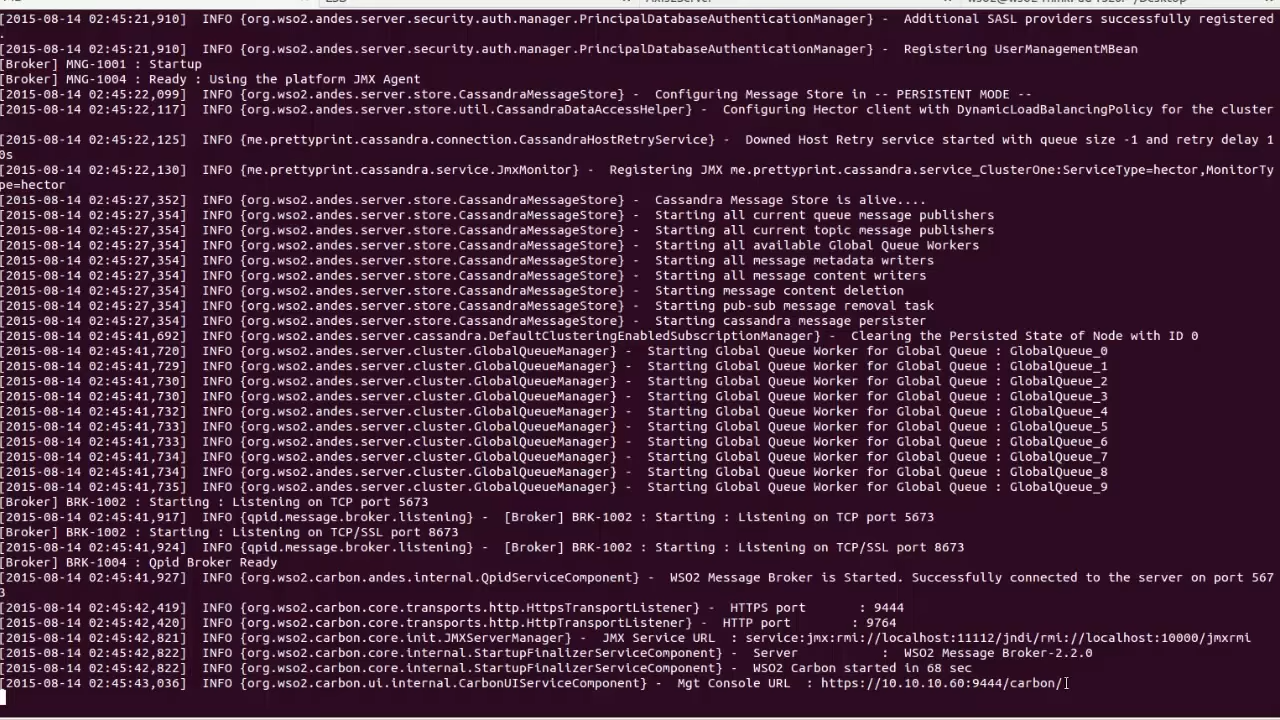 [2015-08-14 02:45:21,910]  INFO {org.wso2.andes.server.security.auth.manager.PrincipalDatabaseAuthenticationManager} -  Additional SASL providers successfully registered
.
[2015-08-14 02:45:21,910]  INFO {org.wso2.andes.server.security.auth.manager.PrincipalDatabaseAuthenticationManager} -  Registering UserManagementMBean
[Broker] MNG-1001 : Startup
[Broker] MNG-1004 : Ready : Using the platform JMX Agent
[2015-08-14 02:45:22,099]  INFO {org.wso2.andes.server.store.CassandraMessageStore} -  Configuring Message Store in -- PERSISTENT MODE --
[2015-08-14 02:45:22,117]  INFO {org.wso2.andes.server.store.util.CassandraDataAccessHelper} -  Configuring Hector client with DynamicLoadBalancingPolicy for the cluster
[2015-08-14 02:45:22,125]  INFO {me.prettyprint.cassandra.connection.CassandraHostRetryService} -  Downed Host Retry service started with queue size -1 and retry delay 1
0s
[2015-08-14 02:45:22,130]  INFO {me.prettyprint.cassandra.service.JmxMonitor} -  Registering JMX me.prettyprint.cassandra.service_ClusterOne:ServiceType=hector,MonitorTy
pe=hector
[2015-08-14 02:45:27,352]  INFO {org.wso2.andes.server.store.CassandraMessageStore} -  Cassandra Message Store is alive....
[2015-08-14 02:45:27,354]  INFO {org.wso2.andes.server.store.CassandraMessageStore} -  Starting all current queue message publishers
[2015-08-14 02:45:27,354]  INFO {org.wso2.andes.server.store.CassandraMessageStore} -  Starting all current topic message publishers
[2015-08-14 02:45:27,354]  INFO {org.wso2.andes.server.store.CassandraMessageStore} -  Starting all available Global Queue Workers
[2015-08-14 02:45:27,354]  INFO {org.wso2.andes.server.store.CassandraMessageStore} -  Starting all message metadata writers
[2015-08-14 02:45:27,354]  INFO {org.wso2.andes.server.store.CassandraMessageStore} -  Starting all message content writers
[2015-08-14 02:45:27,354]  INFO {org.wso2.andes.server.store.CassandraMessageStore} -  Starting message content deletion
[2015-08-14 02:45:27,354]  INFO {org.wso2.andes.server.store.CassandraMessageStore} -  Starting pub-sub message removal task
[2015-08-14 02:45:27,354]  INFO {org.wso2.andes.server.store.CassandraMessageStore} -  Starting cassandra message persister
[2015-08-14 02:45:41,692]  INFO {org.wso2.andes.server.cassandra.DefaultClusteringEnabledSubscriptionManager} -  Clearing the Persisted State of Node with ID 0
[2015-08-14 02:45:41,720]  INFO {org.wso2.andes.server.cluster.GlobalQueueManager} -  Starting Global Queue Worker for Global Queue : GlobalQueue_0
[2015-08-14 02:45:41,729]  INFO {org.wso2.andes.server.cluster.GlobalQueueManager} -  Starting Global Queue Worker for Global Queue : GlobalQueue_1
[2015-08-14 02:45:41,730]  INFO {org.wso2.andes.server.cluster.GlobalQueueManager} -  Starting Global Queue Worker for Global Queue : GlobalQueue_2
[2015-08-14 02:45:41,730]  INFO {org.wso2.andes.server.cluster.GlobalQueueManager} -  Starting Global Queue Worker for Global Queue : GlobalQueue_3
[2015-08-14 02:45:41,732]  INFO {org.wso2.andes.server.cluster.GlobalQueueManager} -  Starting Global Queue Worker for Global Queue : GlobalQueue_4
[2015-08-14 02:45:41,733]  INFO {org.wso2.andes.server.cluster.GlobalQueueManager} -  Starting Global Queue Worker for Global Queue : GlobalQueue_5
[2015-08-14 02:45:41,733]  INFO {org.wso2.andes.server.cluster.GlobalQueueManager} -  Starting Global Queue Worker for Global Queue : GlobalQueue_6
[2015-08-14 02:45:41,734]  INFO {org.wso2.andes.server.cluster.GlobalQueueManager} -  Starting Global Queue Worker for Global Queue : GlobalQueue_7
[2015-08-14 02:45:41,734]  INFO {org.wso2.andes.server.cluster.GlobalQueueManager} -  Starting Global Queue Worker for Global Queue : GlobalQueue_8
[2015-08-14 02:45:41,735]  INFO {org.wso2.andes.server.cluster.GlobalQueueManager} -  Starting Global Queue Worker for Global Queue : GlobalQueue_9
[Broker] BRK-1002 : Starting : Listening on TCP port 5673
[2015-08-14 02:45:41,917]  INFO {qpid.message.broker.listening} -  [Broker] BRK-1002 : Starting : Listening on TCP port 5673
[Broker] BRK-1002 : Starting : Listening on TCP/SSL port 8673
[2015-08-14 02:45:41,924]  INFO {qpid.message.broker.listening} -  [Broker] BRK-1002 : Starting : Listening on TCP/SSL port 8673
[Broker] BRK-1004 : Qpid Broker Ready
[2015-08-14 02:45:41,927]  INFO {org.wso2.carbon.andes.internal.QpidServiceComponent} -  WSO2 Message Broker is Started. Successfully connected to the server on port 567
3
[2015-08-14 02:45:42,419]  INFO {org.wso2.carbon.core.transports.http.HttpsTransportListener} -  HTTPS port       : 9444
[2015-08-14 02:45:42,420]  INFO {org.wso2.carbon.core.transports.http.HttpTransportListener} -  HTTP port        : 9764
[2015-08-14 02:45:42,821]  INFO {org.wso2.carbon.core.init.JMXServerManager} -  JMX Service URL  : service:jmx:rmi://localhost:11112/jndi/rmi://localhost:10000/jmxrmi
[2015-08-14 02:45:42,822]  INFO {org.wso2.carbon.core.internal.StartupFinalizerServiceComponent} -  Server           :  WSO2 Message Broker-2.2.0
[2015-08-14 02:45:42,822]  INFO {org.wso2.carbon.core.internal.StartupFinalizerServiceComponent} -  WSO2 Carbon started in 68 sec
[2015-08-14 02:45:43,036]  INFO {org.wso2.carbon.ui.internal.CarbonUIServiceComponent} -  Mgt Console URL  : https://10.10.10.60:9444/carbon/